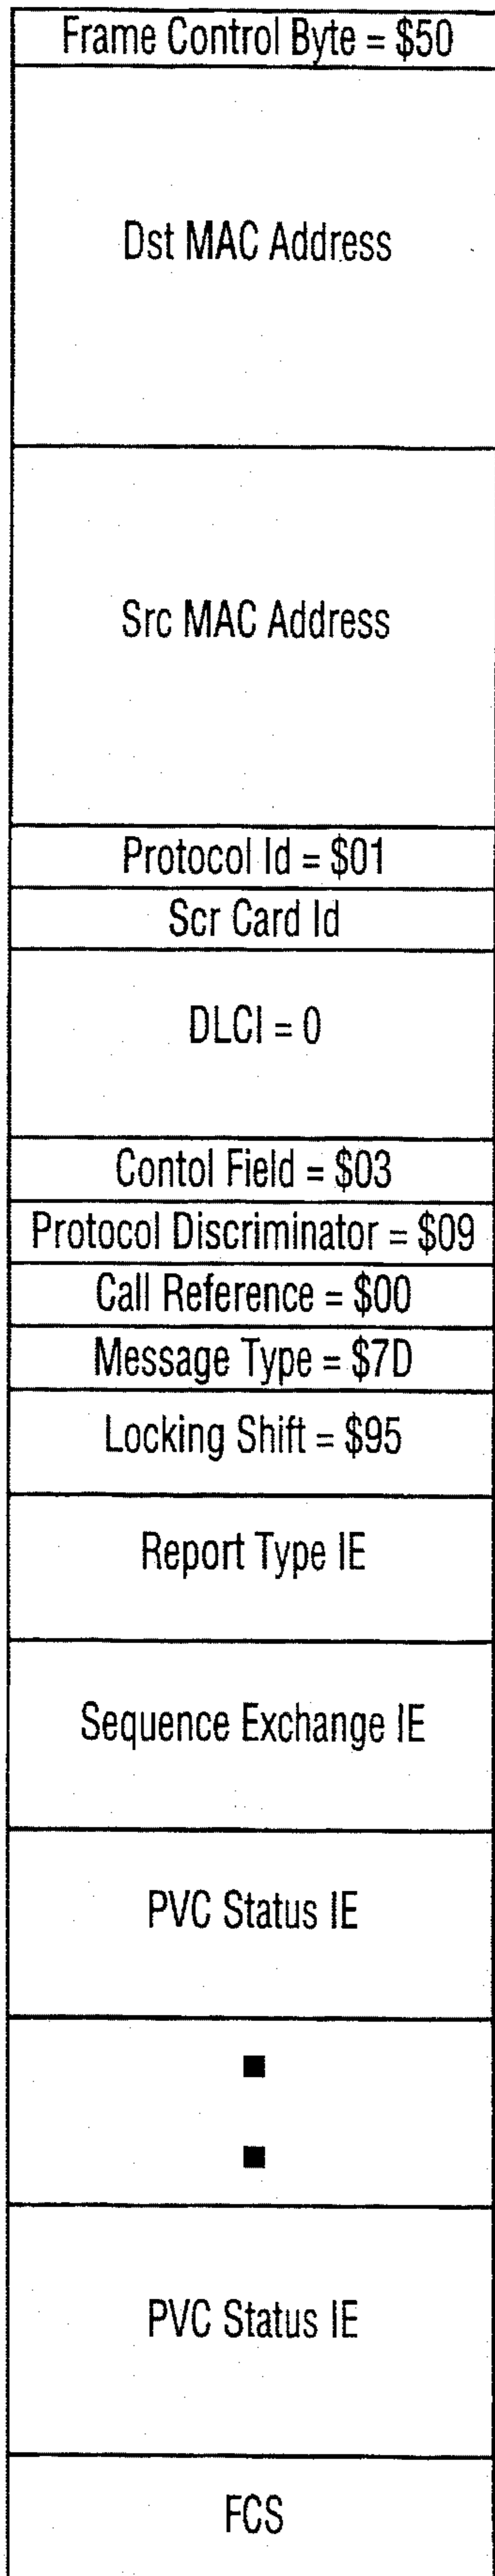 Frame Control Byte = $50
Dst MAC Address
Src MAC Address
Protocol Id = $01
Scr Card Id
DLCI = 0
Contol Field = $03
Protocol Discriminator = $09
Call Reference = $00
Message Type = $7D
Locking Shift = $95
Report Type IE
Sequence Exchange IE
PVC Status IE
PVC Status IE
FCS